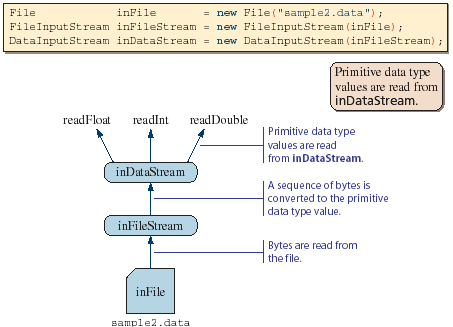 File inFile = new File("sample2.data");
FileInputStream inFileStream = new FileInputStream(inFile);
DataInputStream inDataStream = new DataInputStream(inFileStream);
Primitive data type
values are read from
inDataStream.
readFloat readInt readDouble
Primitive data type
values are read
from inDataStream.
inDataStream
A sequence of bytes is
converted to the primitive
data type value.
inFileStream
Bytes are read from
the file.
inFile
sample2.data